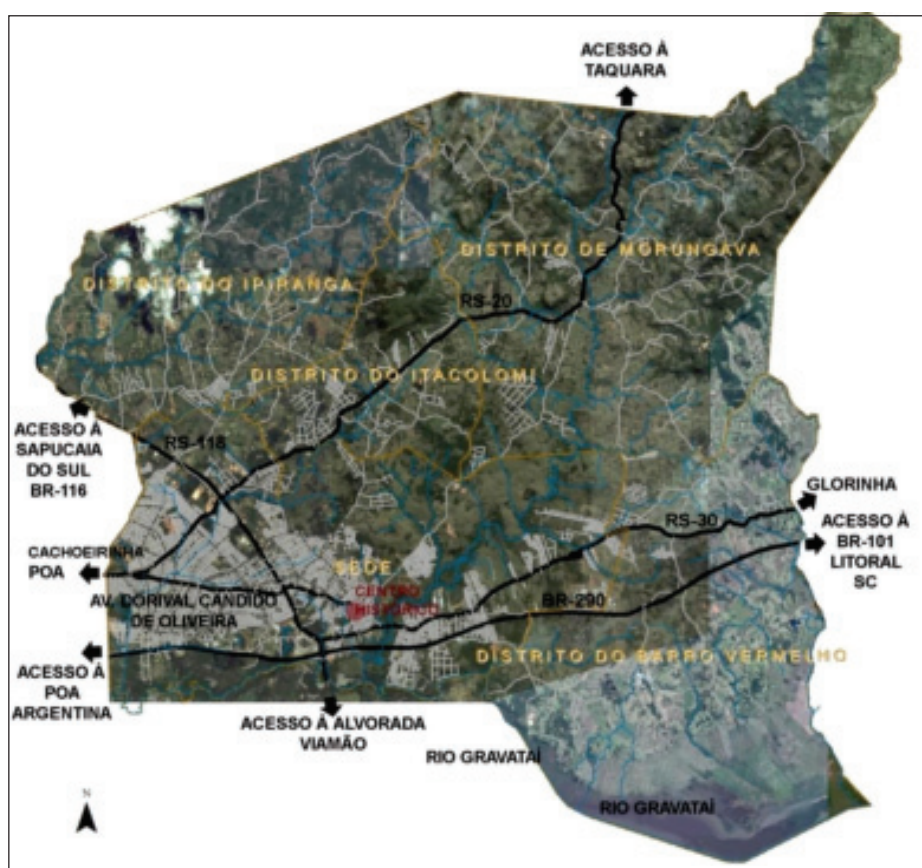 ACESSO À
TAQUARA
DISTRITO DE MORUNGAVA
DISTRITO DO IPIRANGA
RS-20
DISTRITO DO ITACOLOMI
ACESSO À
SAPUCAIA
DO SUL
BR-116
RS-118
GLORINHA
RS-30
ACESSO À
BR-101
LITORAL
SC
CACHOEIRINHA
POA
SEDE
CENTRO
HISTÓRICO
BR-290
AV. DORIVAL CANDIDO
DE OLIVEIRA
DISTRITO DO BARRO VERMELHO
ACESSO À
POA
ARGENTINA
ACESSO À ALVORADA
VIAMÃO
RIO GRAVATAÍ
RIO GRAVATAÍ
N